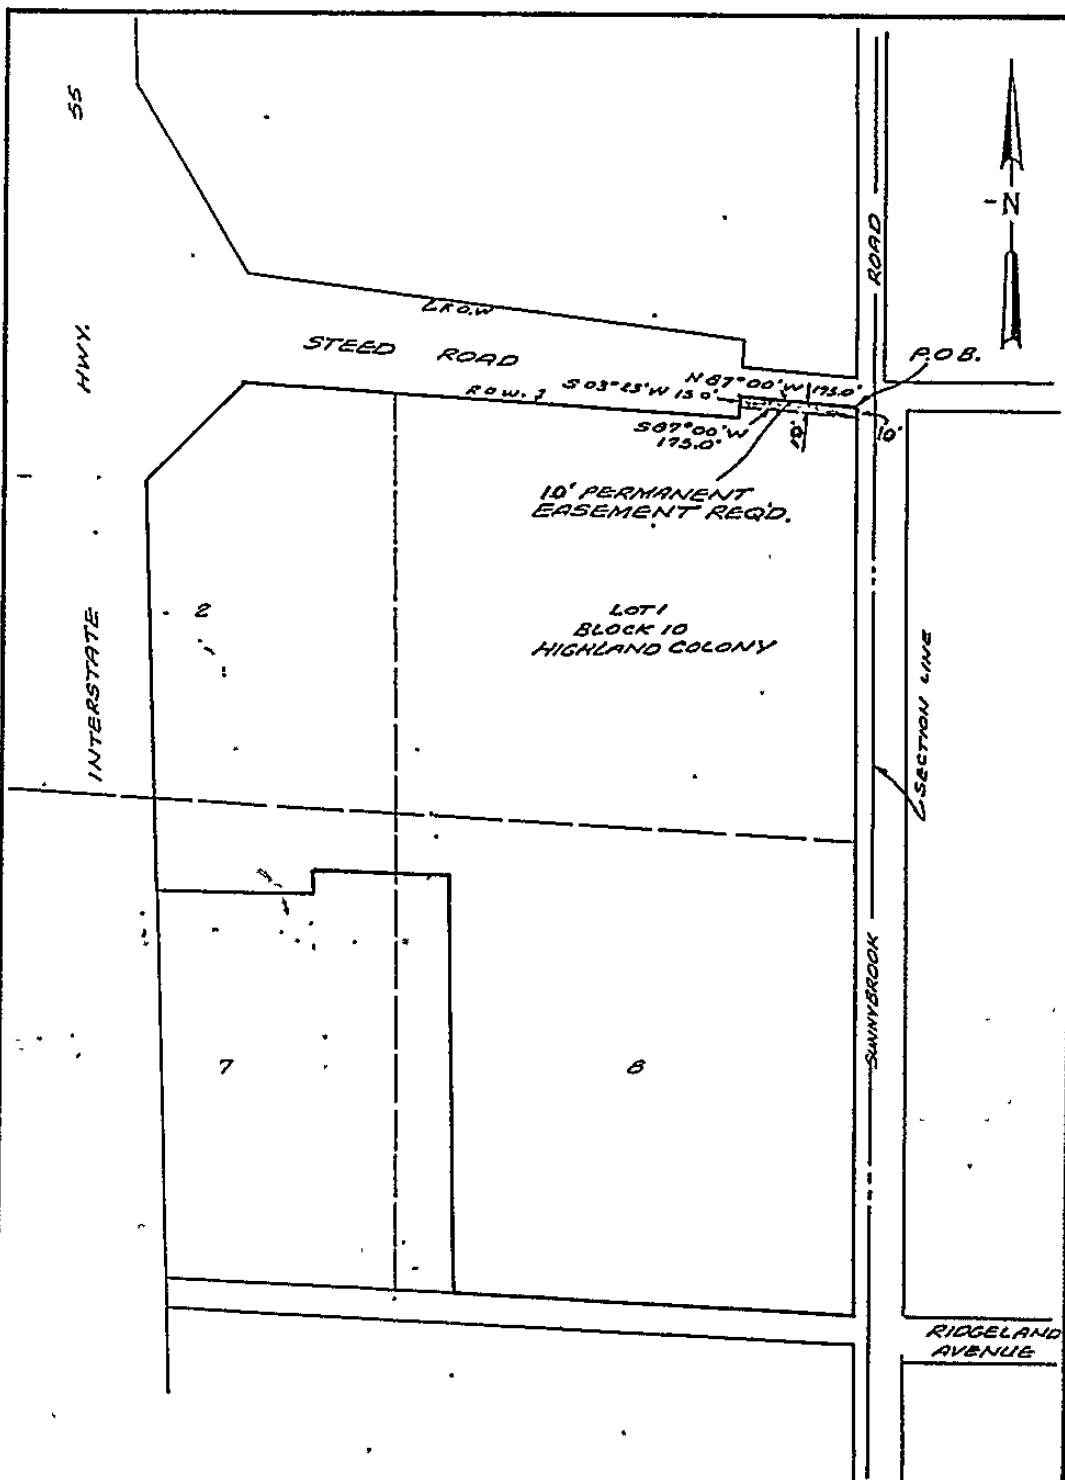 55
HWY.
INTERSTATE
N
ROAD
R.O.W
STEED ROAD
P.O.B.
N 87°00'W 175.0'
S 03°23'W 15.0'
R.O.W.
S 87°00'W
175.0'
10'
10'
10' PERMANENT
EASEMENT REQ'D.
2
LOT 1
BLOCK 10
HIGHLAND COLONY
SECTION LINE
SUNNYBROOK
7
8
RIDGELAND
AVENUE